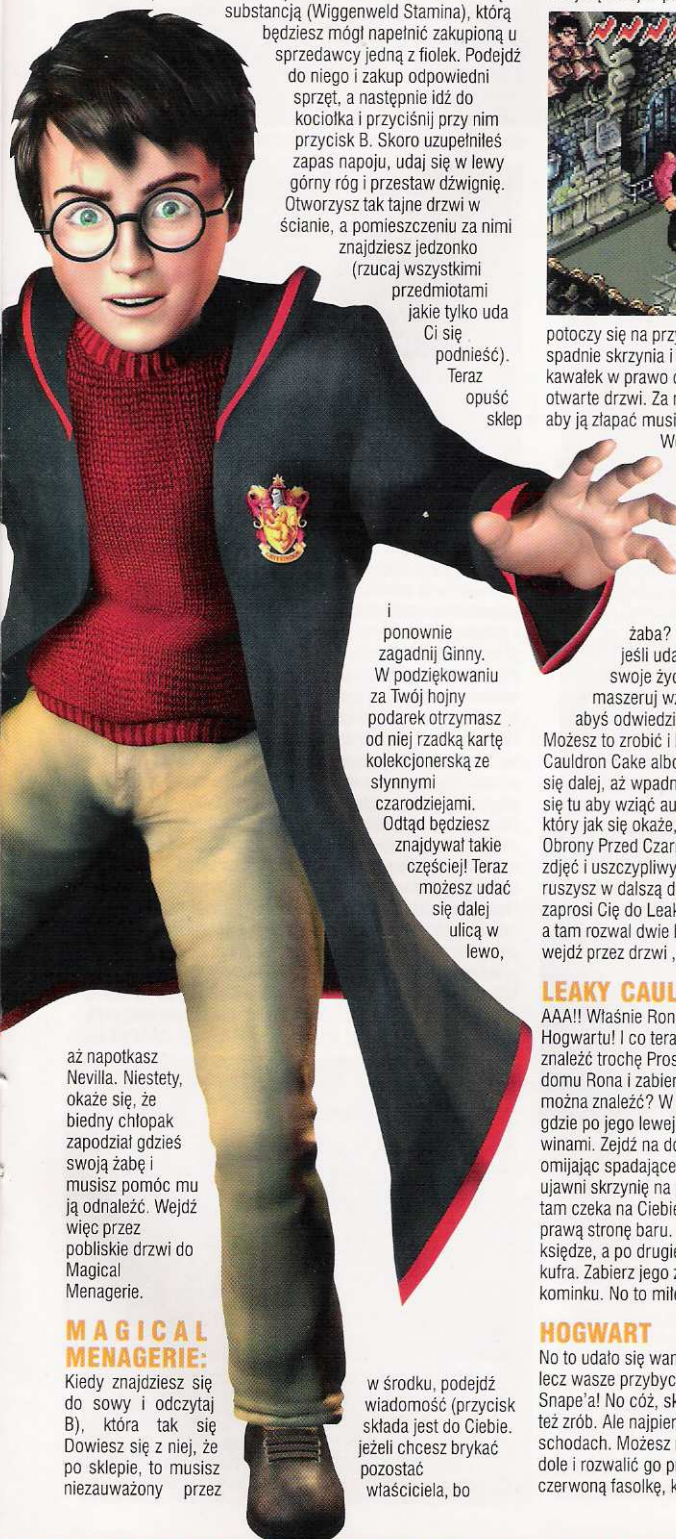 substancją (Wiggenweld Stamina), którą
będziesz mógł napełnić zakupioną u
sprzedawcy jedną z fiolek. Podejdź
do niego i zakup odpowiedni
sprzęt, a następnie idź do
kociołka i przyciśnij przy nim
przycisk B. Skoro uzupełniłeś
zapas napoju, udaj się w lewy
górny róg i przestaw dźwignię.
Otworzysz tak tajne drzwi w
ścianie, a pomieszczeniu za nimi
znajdziesz jedzonko
(rzucaj wszystkimi
przedmiotami
jakie tylko uda
Ci się
podnieść).
Teraz
opuść
sklep
i
ponownie
zagadnij Ginny.
W podziękowaniu
za Twój hojny
podarek otrzymasz
od niej rzadką kartę
kolekcjonerską ze
słynnymi
czarodziejami.
Odtąd będziesz
znajdywał takie
częściej! Teraz
możesz udać
się dalej
ulicą w
lewo,
aż napotkasz
Nevilla. Niestety,
okaże się, że
biedny chłopak
zapodział gdzieś
swoją żabę i
musisz pomóc mu
ją odnaleźć. Wejdź
więc przez
pobliskie drzwi do
Magical
Menagerie.
MAGICAL
MENAGERIE:
Kiedy znajdziesz się
do sowy i odczytaj
B), która tak się
Dowiesz się z niej, że
po sklepie, to musisz
niezauważony przez
w środku, podejdź
wiadomość (przycisk
składa jest do Ciebie.
jeżeli chcesz brykać
pozostać
właściciela, bo
potoczy się na przy
spadnie skrzynia i
kawałek w prawo
otwarte drzwi. Za
aby ją złapać musi
żaba?
jeśli uda
swoje życ
maszeruj
abyś odwiedzi
Możesz to zrobić i
Cauldron Cake albo
się dalej, aż wpadn
się tu aby wziąć au
który jak się okaże,
Obrony Przed Czar
zdjęć i uszczypliwy
ruszysz w dalszą d
zaprosi Cię do Leak
a tam rozwal dwie
wejdź przez drzwi ,
LEAKY CAUL
AAA!! Właśnie Ron
Hogwartu! I co tera
znaleźć trochę Pros
domu Rona i zabier
można znaleźć? W
gdzie po jego lewej
winami. Zejdź na do
omijając spadające
ujawni skrzynię na
tam czeka na Ciebie
prawą stronę baru.
księdze, a po drugie
kufra. Zabierz jego z
kominku. No to miłe
HOGWART
No to udało się wam
lecz wasze przybyc
Snape'a! No cóż, sk
też zrób. Ale najpier
schodach. Możesz
dole i rozwalić go p
czerwoną fasolkę, k